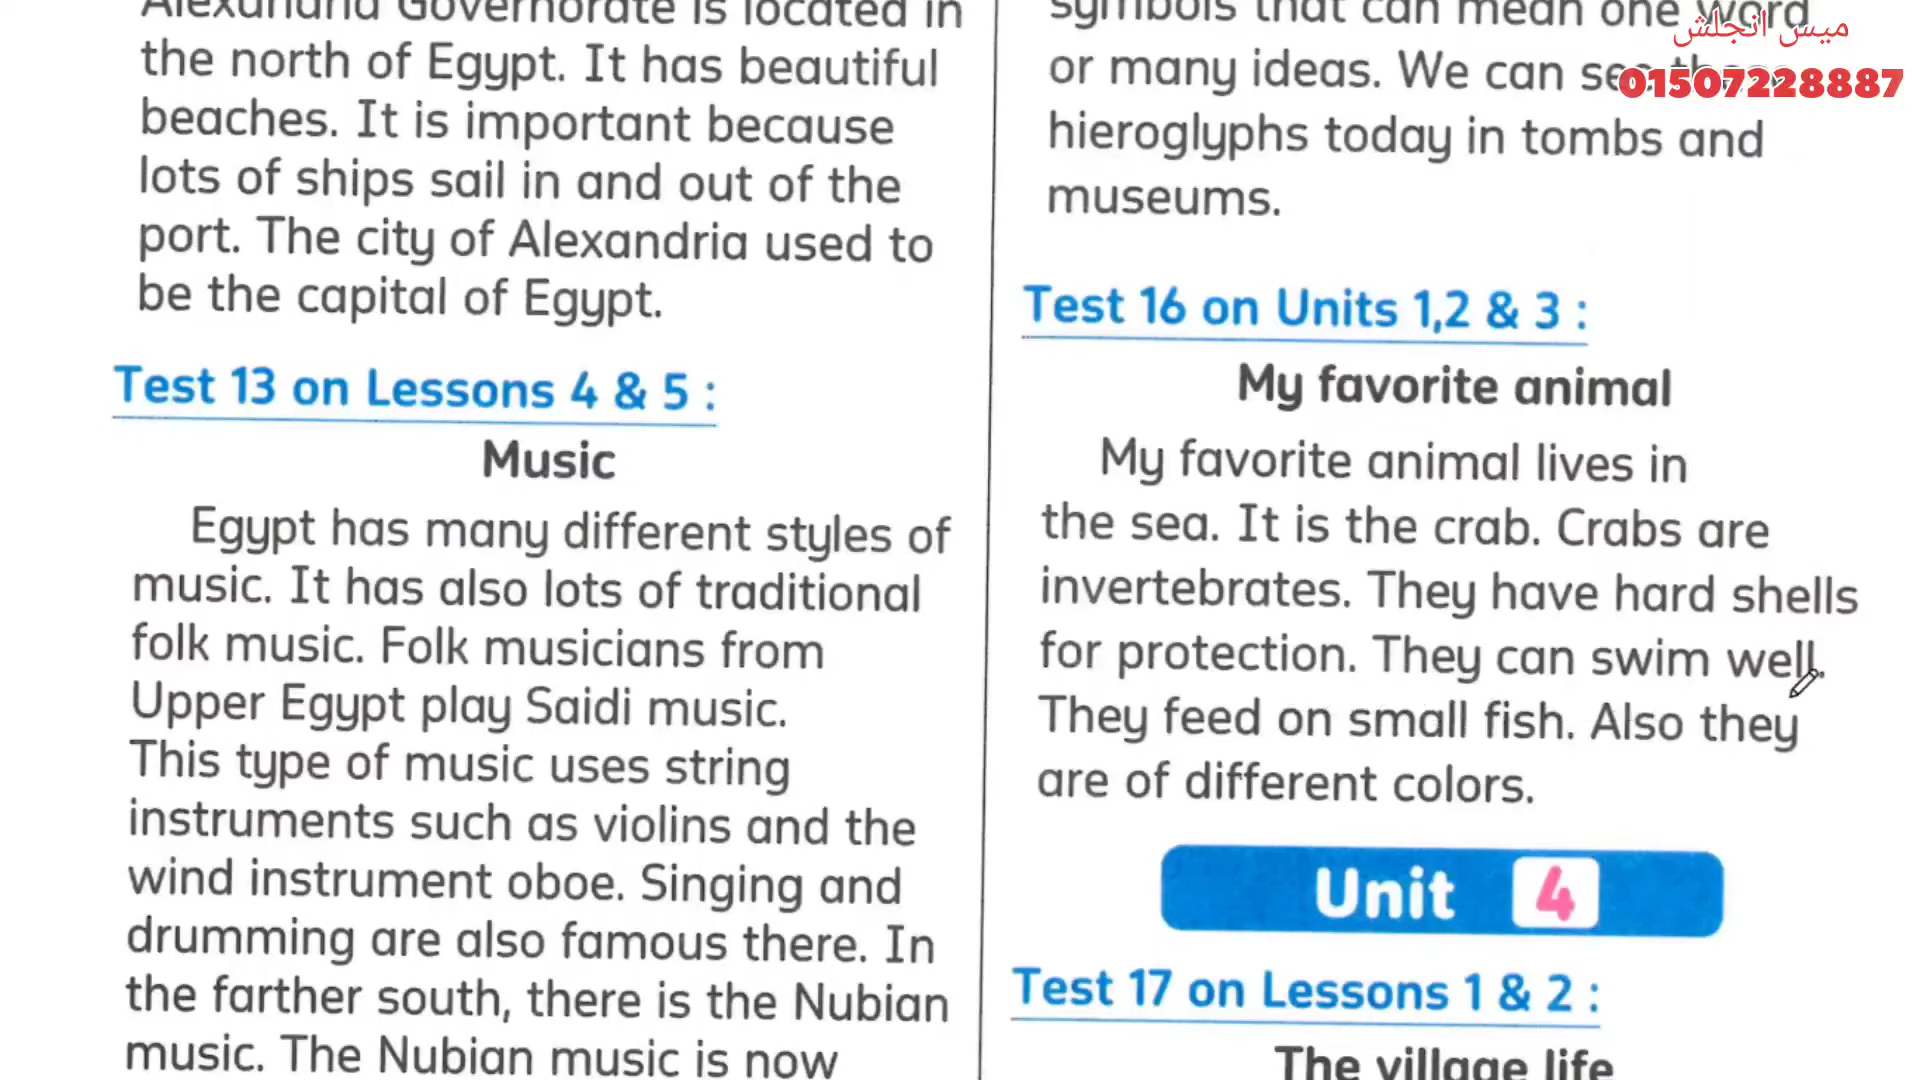 Alexandria Governorate is located in
the north of Egypt. It has beautiful
beaches. It is important because
lots of ships sail in and out of the
port. The city of Alexandria used to
be the capital of Egypt.
Test 13 on Lessons 4 & 5 :
Music
Egypt has many different styles of
music. It has also lots of traditional
folk music. Folk musicians from
Upper Egypt play Saidi music.
This type of music uses string
instruments such as violins and the
wind instrument oboe. Singing and
drumming are also famous there. In
the farther south, there is the Nubian
music. The Nubian music is now
symbols that can mean one word
or many ideas. We can see these
hieroglyphs today in tombs and
museums.
Test 16 on Units 1,2 & 3 :
My favorite animal
My favorite animal lives in
the sea. It is the crab. Crabs are
invertebrates. They have hard shells
for protection. They can swim well.
They feed on small fish. Also they
are of different colors.
Unit 4
Test 17 on Lessons 1 & 2 :
The village life
ميس انجلش
01507228887